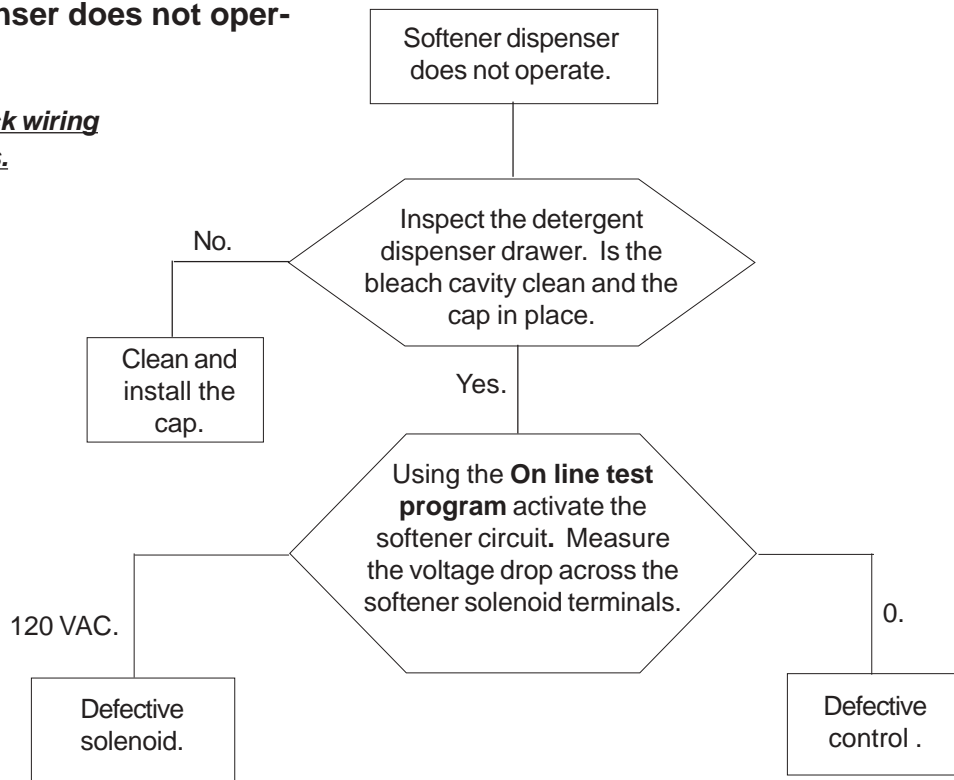 nser does not oper-
Softener dispenser
does not operate.
k wiring
Inspect the detergent
dispenser drawer. Is the
bleach cavity clean and the
cap in place.
No.
Clean and
install the
cap.
Yes.
Using the On line test
program activate the
softener circuit. Measure
the voltage drop across the
softener solenoid terminals.
120 VAC.
0.
Defective
solenoid.
Defective
control .